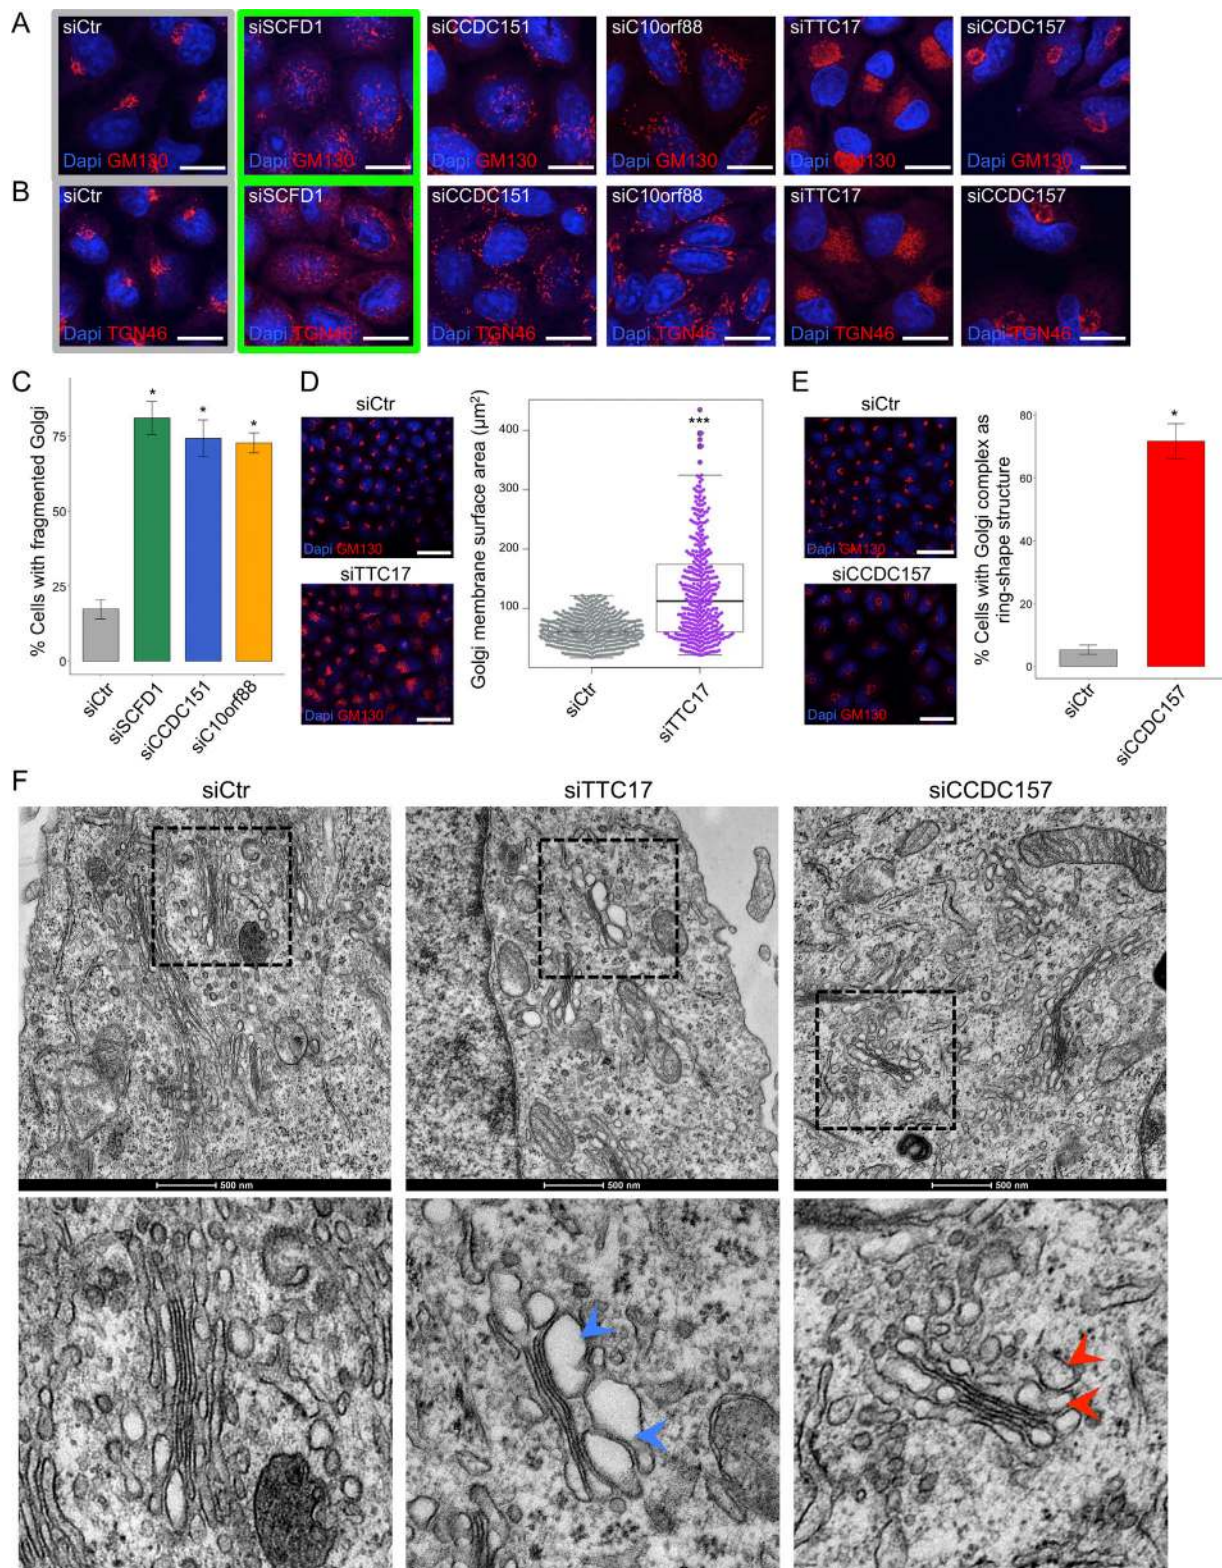 A
siCtr
siSCFD1
siCCDC151
siC10orf88
siTTC17
siCCDC157
Dapi GM130
Dapi GM130
Dapi GM130
Dapi GM130
Dapi GM130
Dapi GM130
B
siCtr
siSCFD1
siCCDC151
siC10orf88
siTTC17
siCCDC157
Dapi TGN46
Dapi TGN46
Dapi TGN46
Dapi TGN46
Dapi TGN46
Dapi TGN46
C
% Cells with fragmented Golgi
75
50
25
0
*
*
*
siCtr
siSCFD1
siCCDC151
siC10orf88
D
siCtr
Dapi GM130
siTTC17
Dapi GM130
Golgi membrane surface area (µm²)
400
300
200
100
***
siCtr
siTTC17
E
siCtr
Dapi GM130
siCCDC157
Dapi GM130
% Cells with Golgi complex as
ring-shape structure
80
60
40
20
0
*
siCtr
siCCDC157
F
siCtr
siTTC17
siCCDC157
500 nm
500 nm
500 nm